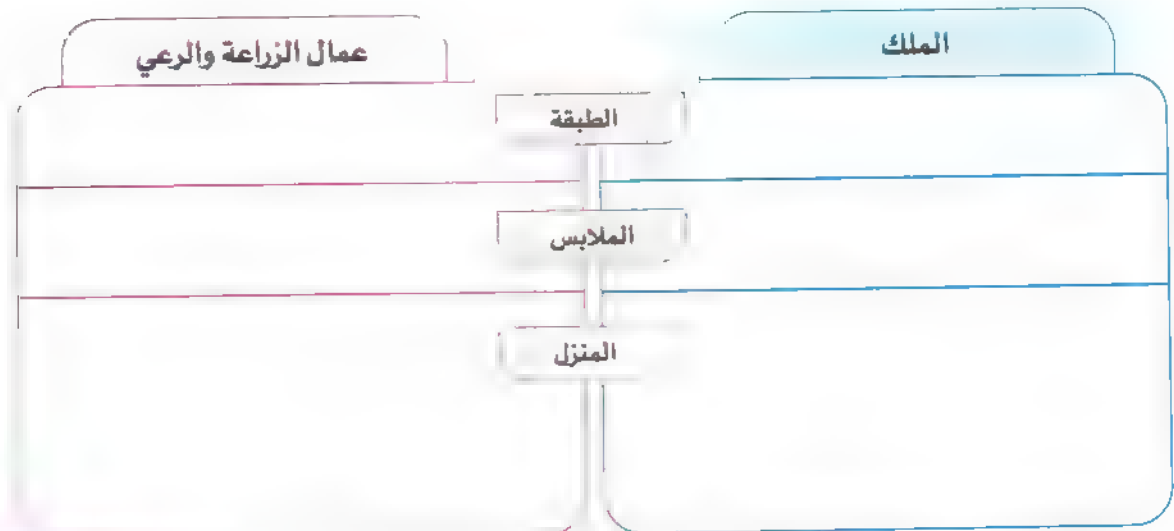 الملك
عمال الزراعة والرعي
الطبقة
الملابس
المنزل